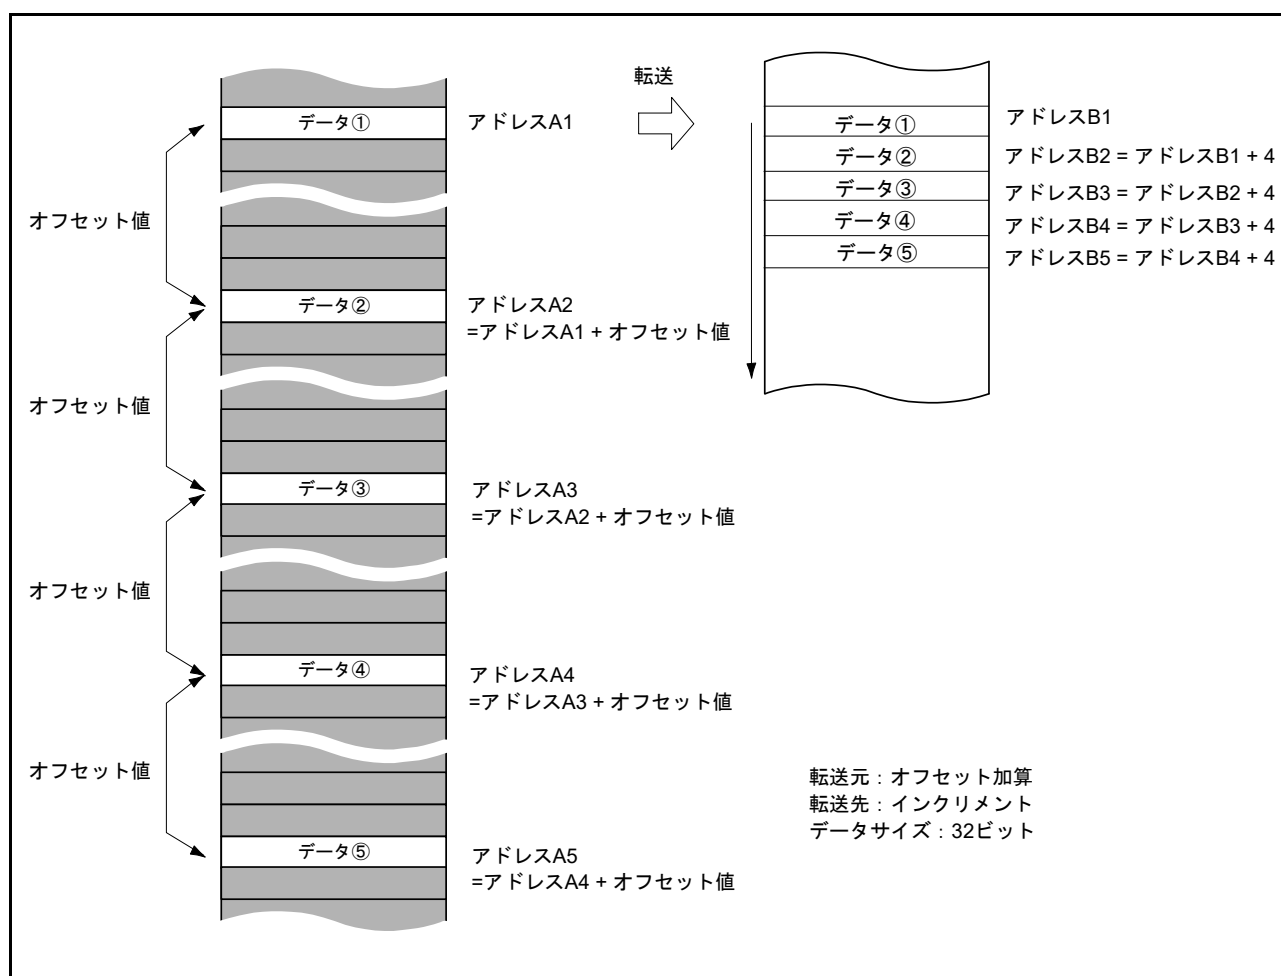 データ①
アドレスA1
オフセット値
データ②
アドレスA2
=アドレスA1 + オフセット値
オフセット値
データ③
アドレスA3
=アドレスA2 + オフセット値
オフセット値
データ④
アドレスA4
=アドレスA3 + オフセット値
オフセット値
データ⑤
アドレスA5
=アドレスA4 + オフセット値
転送
データ①
アドレスB1
データ②
アドレスB2 = アドレスB1 + 4
データ③
アドレスB3 = アドレスB2 + 4
データ④
アドレスB4 = アドレスB3 + 4
データ⑤
アドレスB5 = アドレスB4 + 4
転送元：オフセット加算
転送先：インクリメント
データサイズ：32ビット